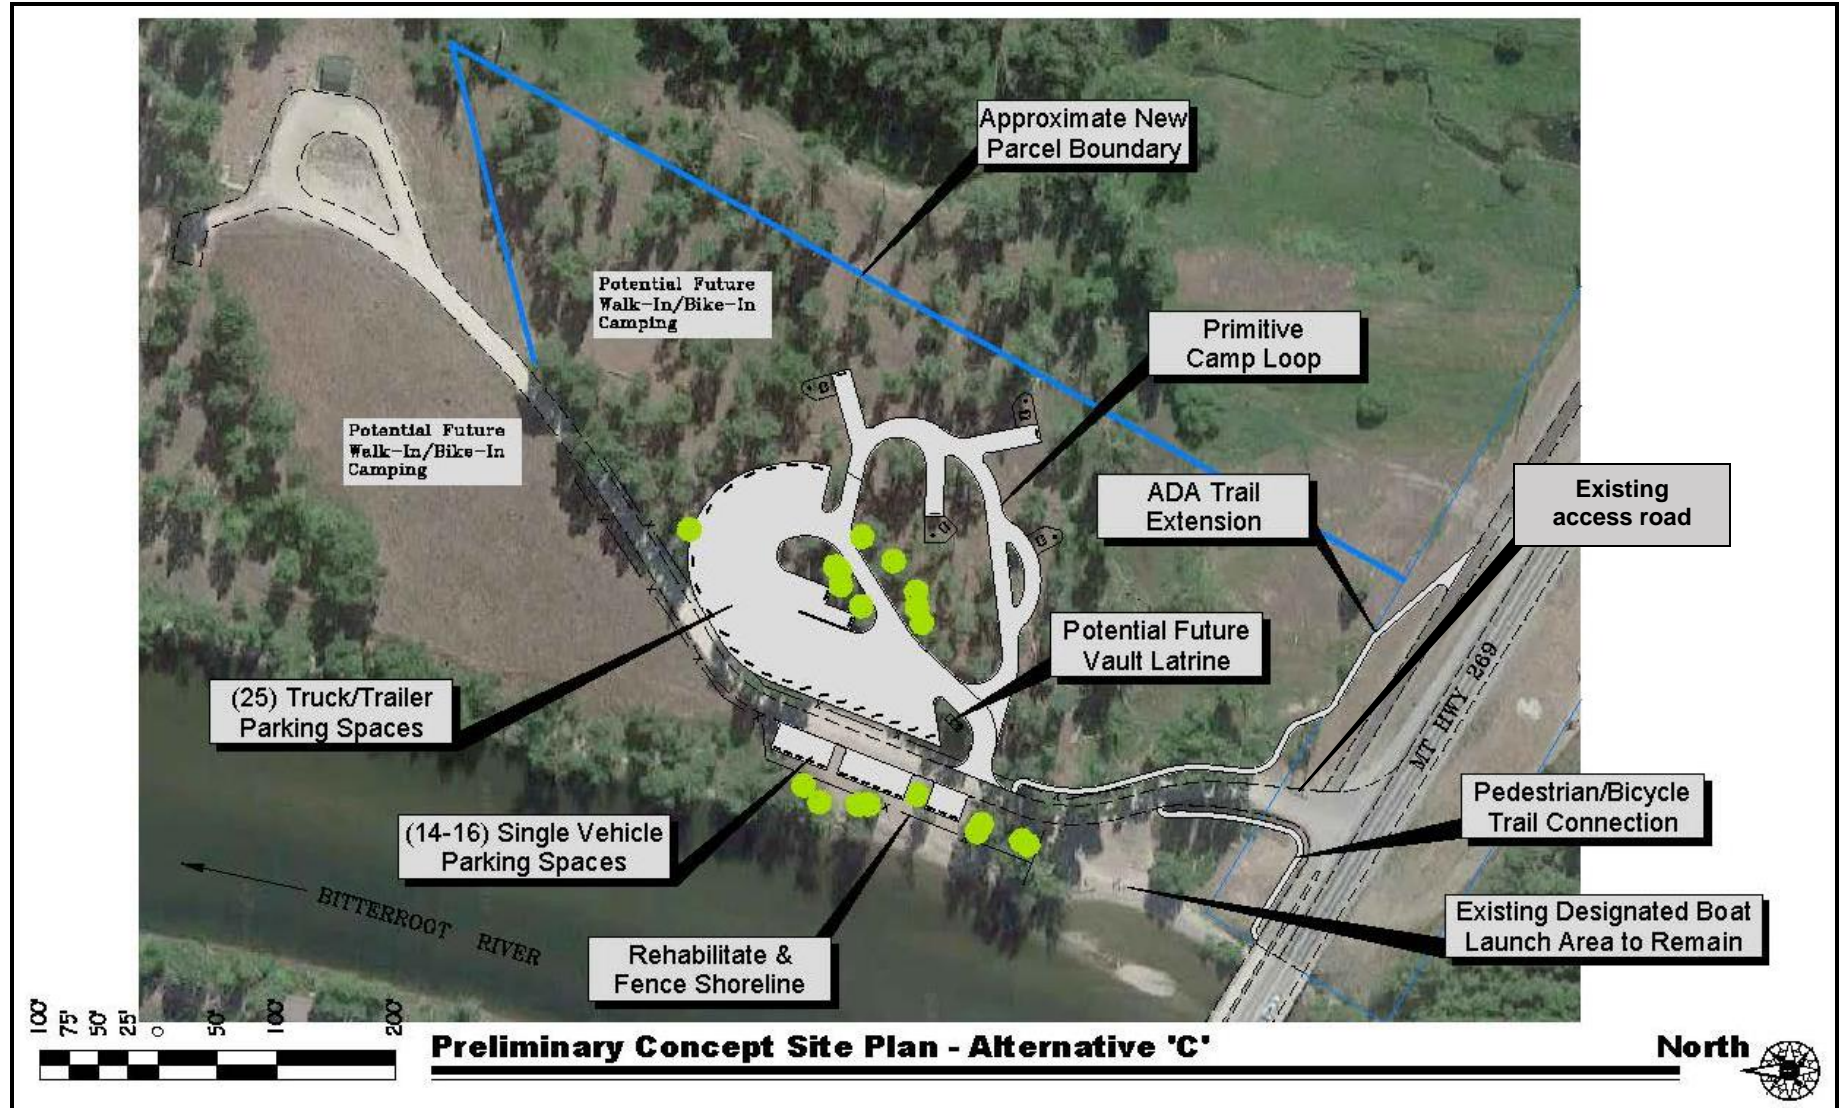 Approximate New
Parcel Boundary
Potential Future
Walk-In/Bike-In
Camping
Primitive
Camp Loop
Potential Future
Walk-In/Bike-In
Camping
ADA Trail
Extension
Existing
access road
Potential Future
Vault Latrine
(25) Truck/Trailer
Parking Spaces
MT HWY 269
Pedestrian/Bicycle
Trail Connection
(14-16) Single Vehicle
Parking Spaces
Existing Designated Boat
Launch Area to Remain
BITTERROOT RIVER
Rehabilitate &
Fence Shoreline
100' 75' 50' 25' 0 50' 100' 200'
Preliminary Concept Site Plan - Alternative 'C'
North